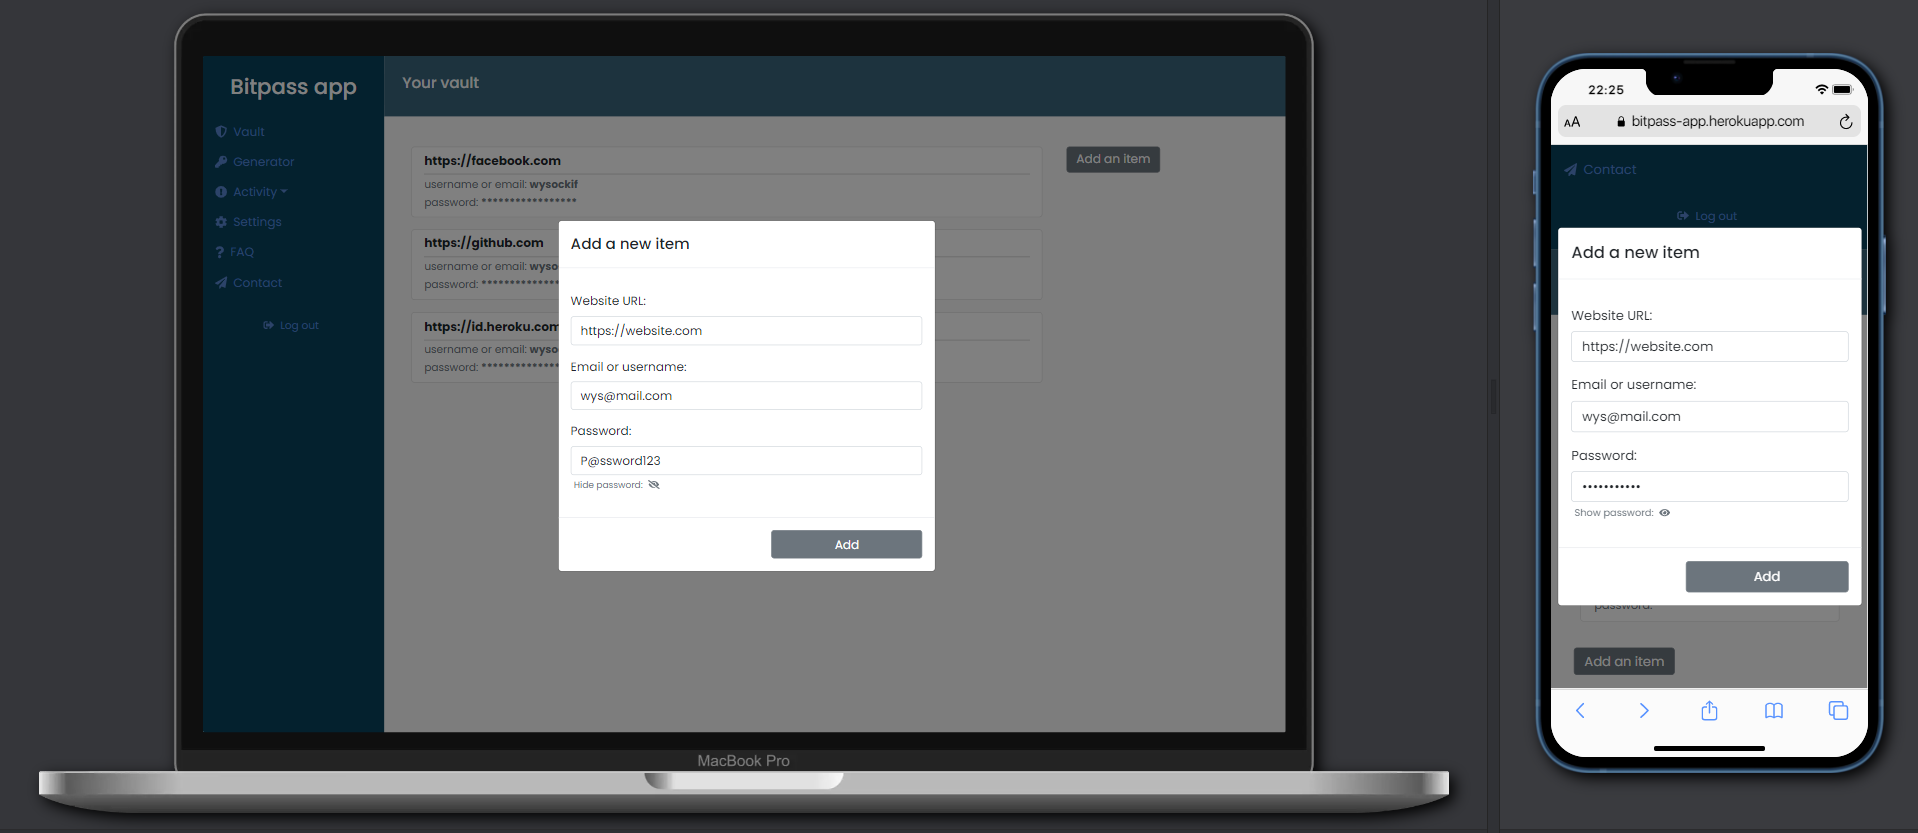 Bitpass app
Vault
Generator
Activity
Settings
FAQ
Contact
Log out
Your vault
https://facebook.com
username or email: wysockif
password: •••••••••••••••••
Add an item
https://github.com
username or email: wyso
password: ••••••••••••••
https://id.heroku.com
username or email: wyso
password: ••••••••••••••
Add a new item
Website URL:
https://website.com
Email or username:
wys@mail.com
Password:
P@ssword123
Hide password:
Add
MacBook Pro
22:25
AA bitpass-app.herokuapp.com
Contact
Log out
Add a new item
Website URL:
https://website.com
Email or username:
wys@mail.com
Password:
•••••••••••
Show password:
Add
password:
Add an item